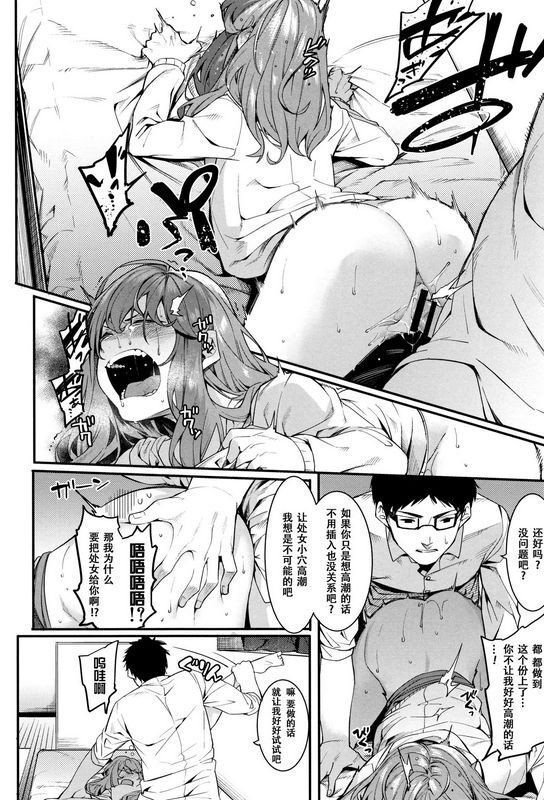 还好吗?
没问题吧?
如果你只是想高潮的话
不用插入也没关系吧?
都 都做到
这个份上了...
你不让我好好高潮的话
...!
让处女小穴高潮
我想是不可能的吧
唔唔唔唔!?
那我为什么
要把处女给你啊!?
ガーン
嘛 要做的话
就让我好好试试吧
呜哇啊